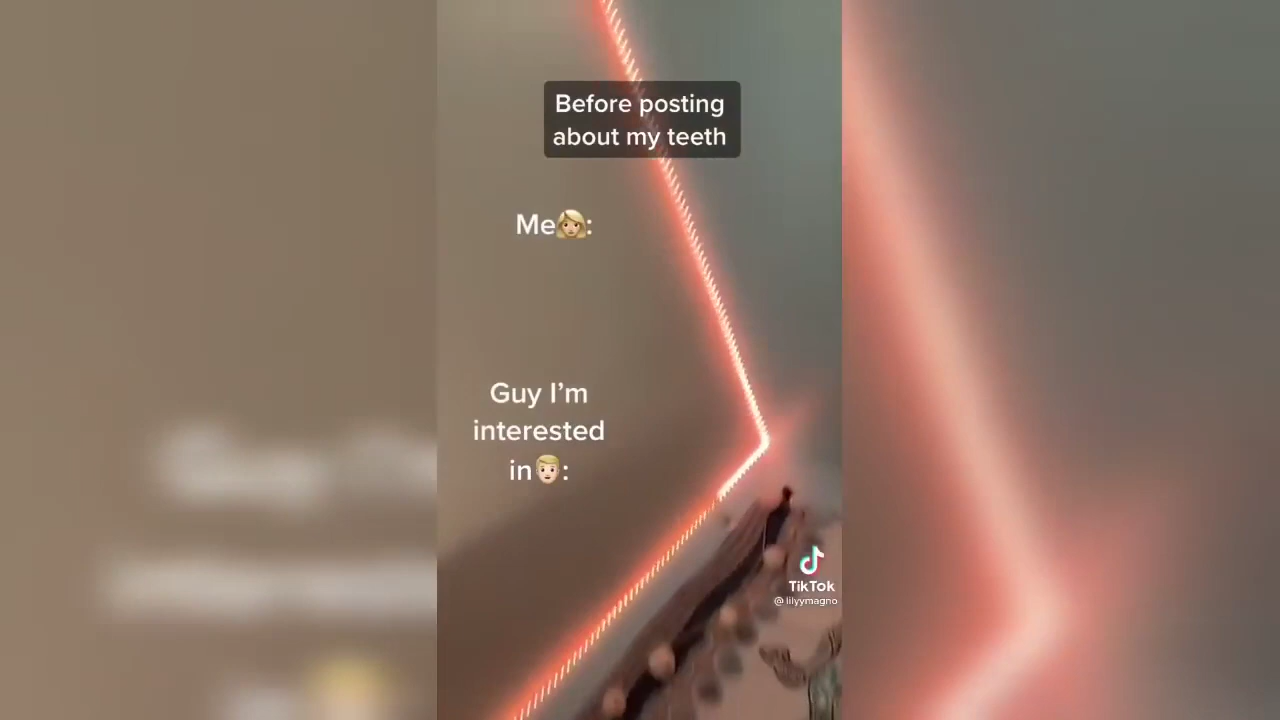 Before posting
about my teeth
Me👩🏼:
Guy I’m
interested
in👨🏼:
TikTok
@lilyymagno